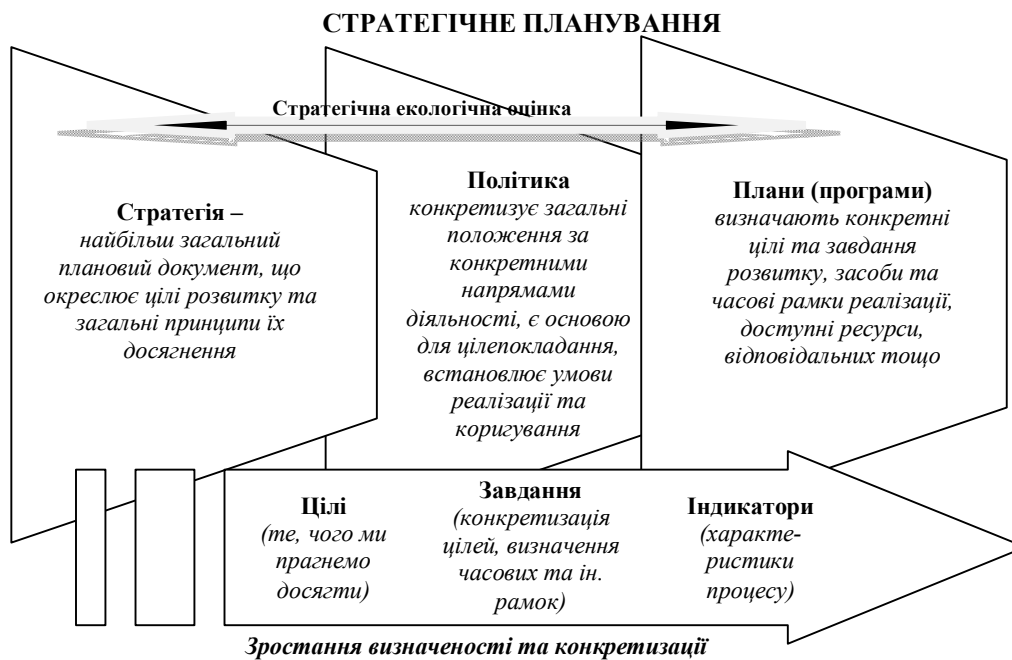 СТРАТЕГІЧНЕ ПЛАНУВАННЯ
Стратегічна екологічна оцінка
Стратегія –
найбільш загальний
плановий документ, що
окреслює цілі розвитку та
загальні принципи їх
досягнення
Політика
конкретизує загальні
положення за
конкретними
напрямами
діяльності, є основою
для цілепокладання,
встановлює умови
реалізації та
коригування
Плани (програми)
визначають конкретні
цілі та завдання
розвитку, засоби та
часові рамки реалізації,
доступні ресурси,
відповідальних тощо
Цілі
(те, чого ми
прагнемо
досягти)
Завдання
(конкретизація
цілей, визначення
часових та ін.
рамок)
Індикатори
(характе-
ристики
процесу)
Зростання визначеності та конкретизації